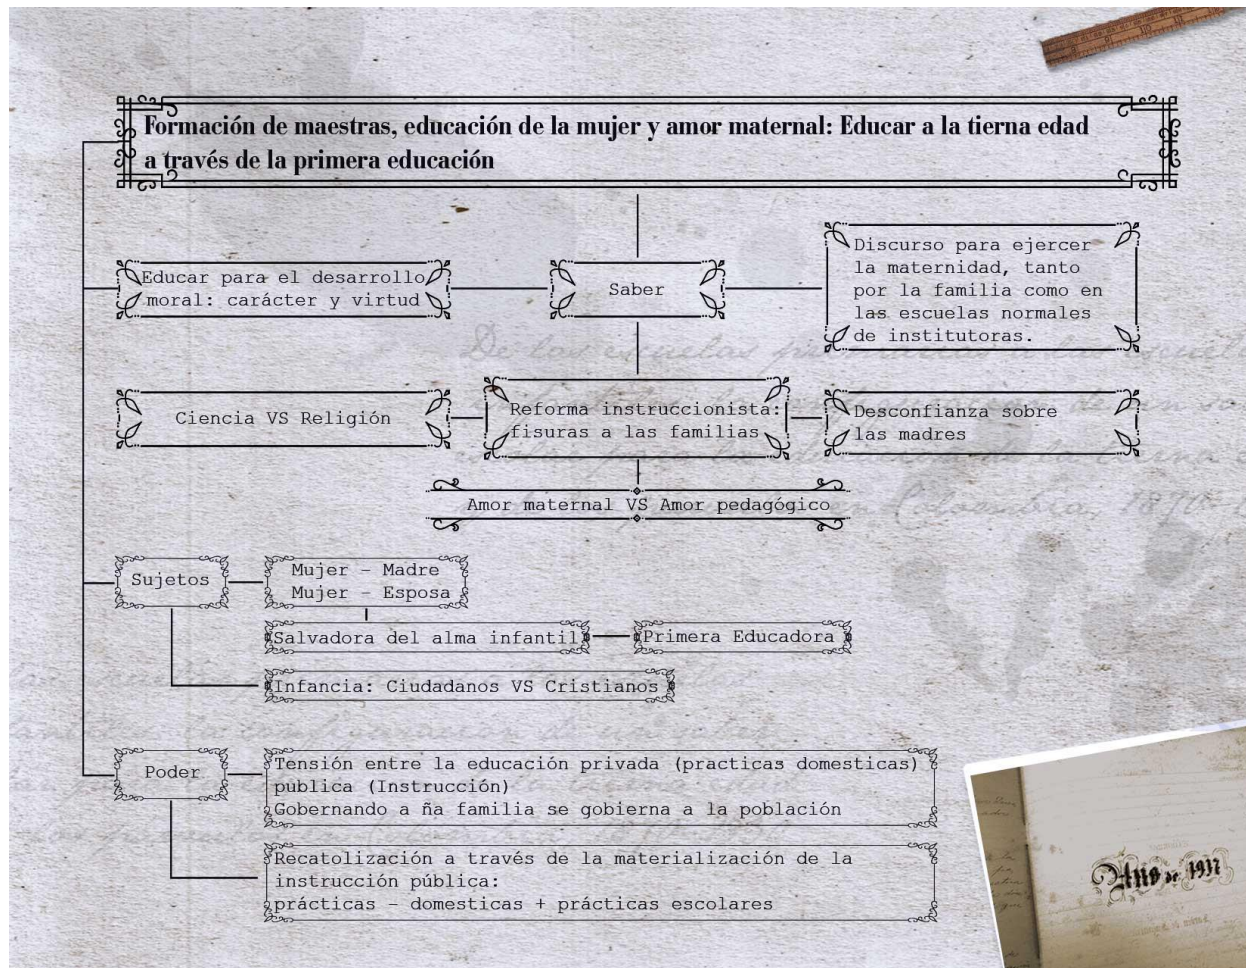 Formación de maestras, educación de la mujer y amor maternal: Educar a la tierna edad
a través de la primera educación
Educar para el desarrollo
moral: carácter y virtud
Saber
Discurso para ejercer
la maternidad, tanto
por la familia como en
las escuelas normales
de institutoras.
Ciencia VS Religión
Reforma instruccionista:
fisuras a las familias
Desconfianza sobre
las madres
Amor maternal VS Amor pedagógico
Sujetos
Mujer – Madre
Mujer – Esposa
Salvadora del alma infantil
Primera Educadora
Infancia: Ciudadanos VS Cristianos
Poder
Tensión entre la educación privada (practicas domesticas)
publica (Instrucción)
Gobernando a ña familia se gobierna a la población
Recatolización a través de la materialización de la
instrucción pública:
prácticas – domesticas + prácticas escolares
Año de 1917